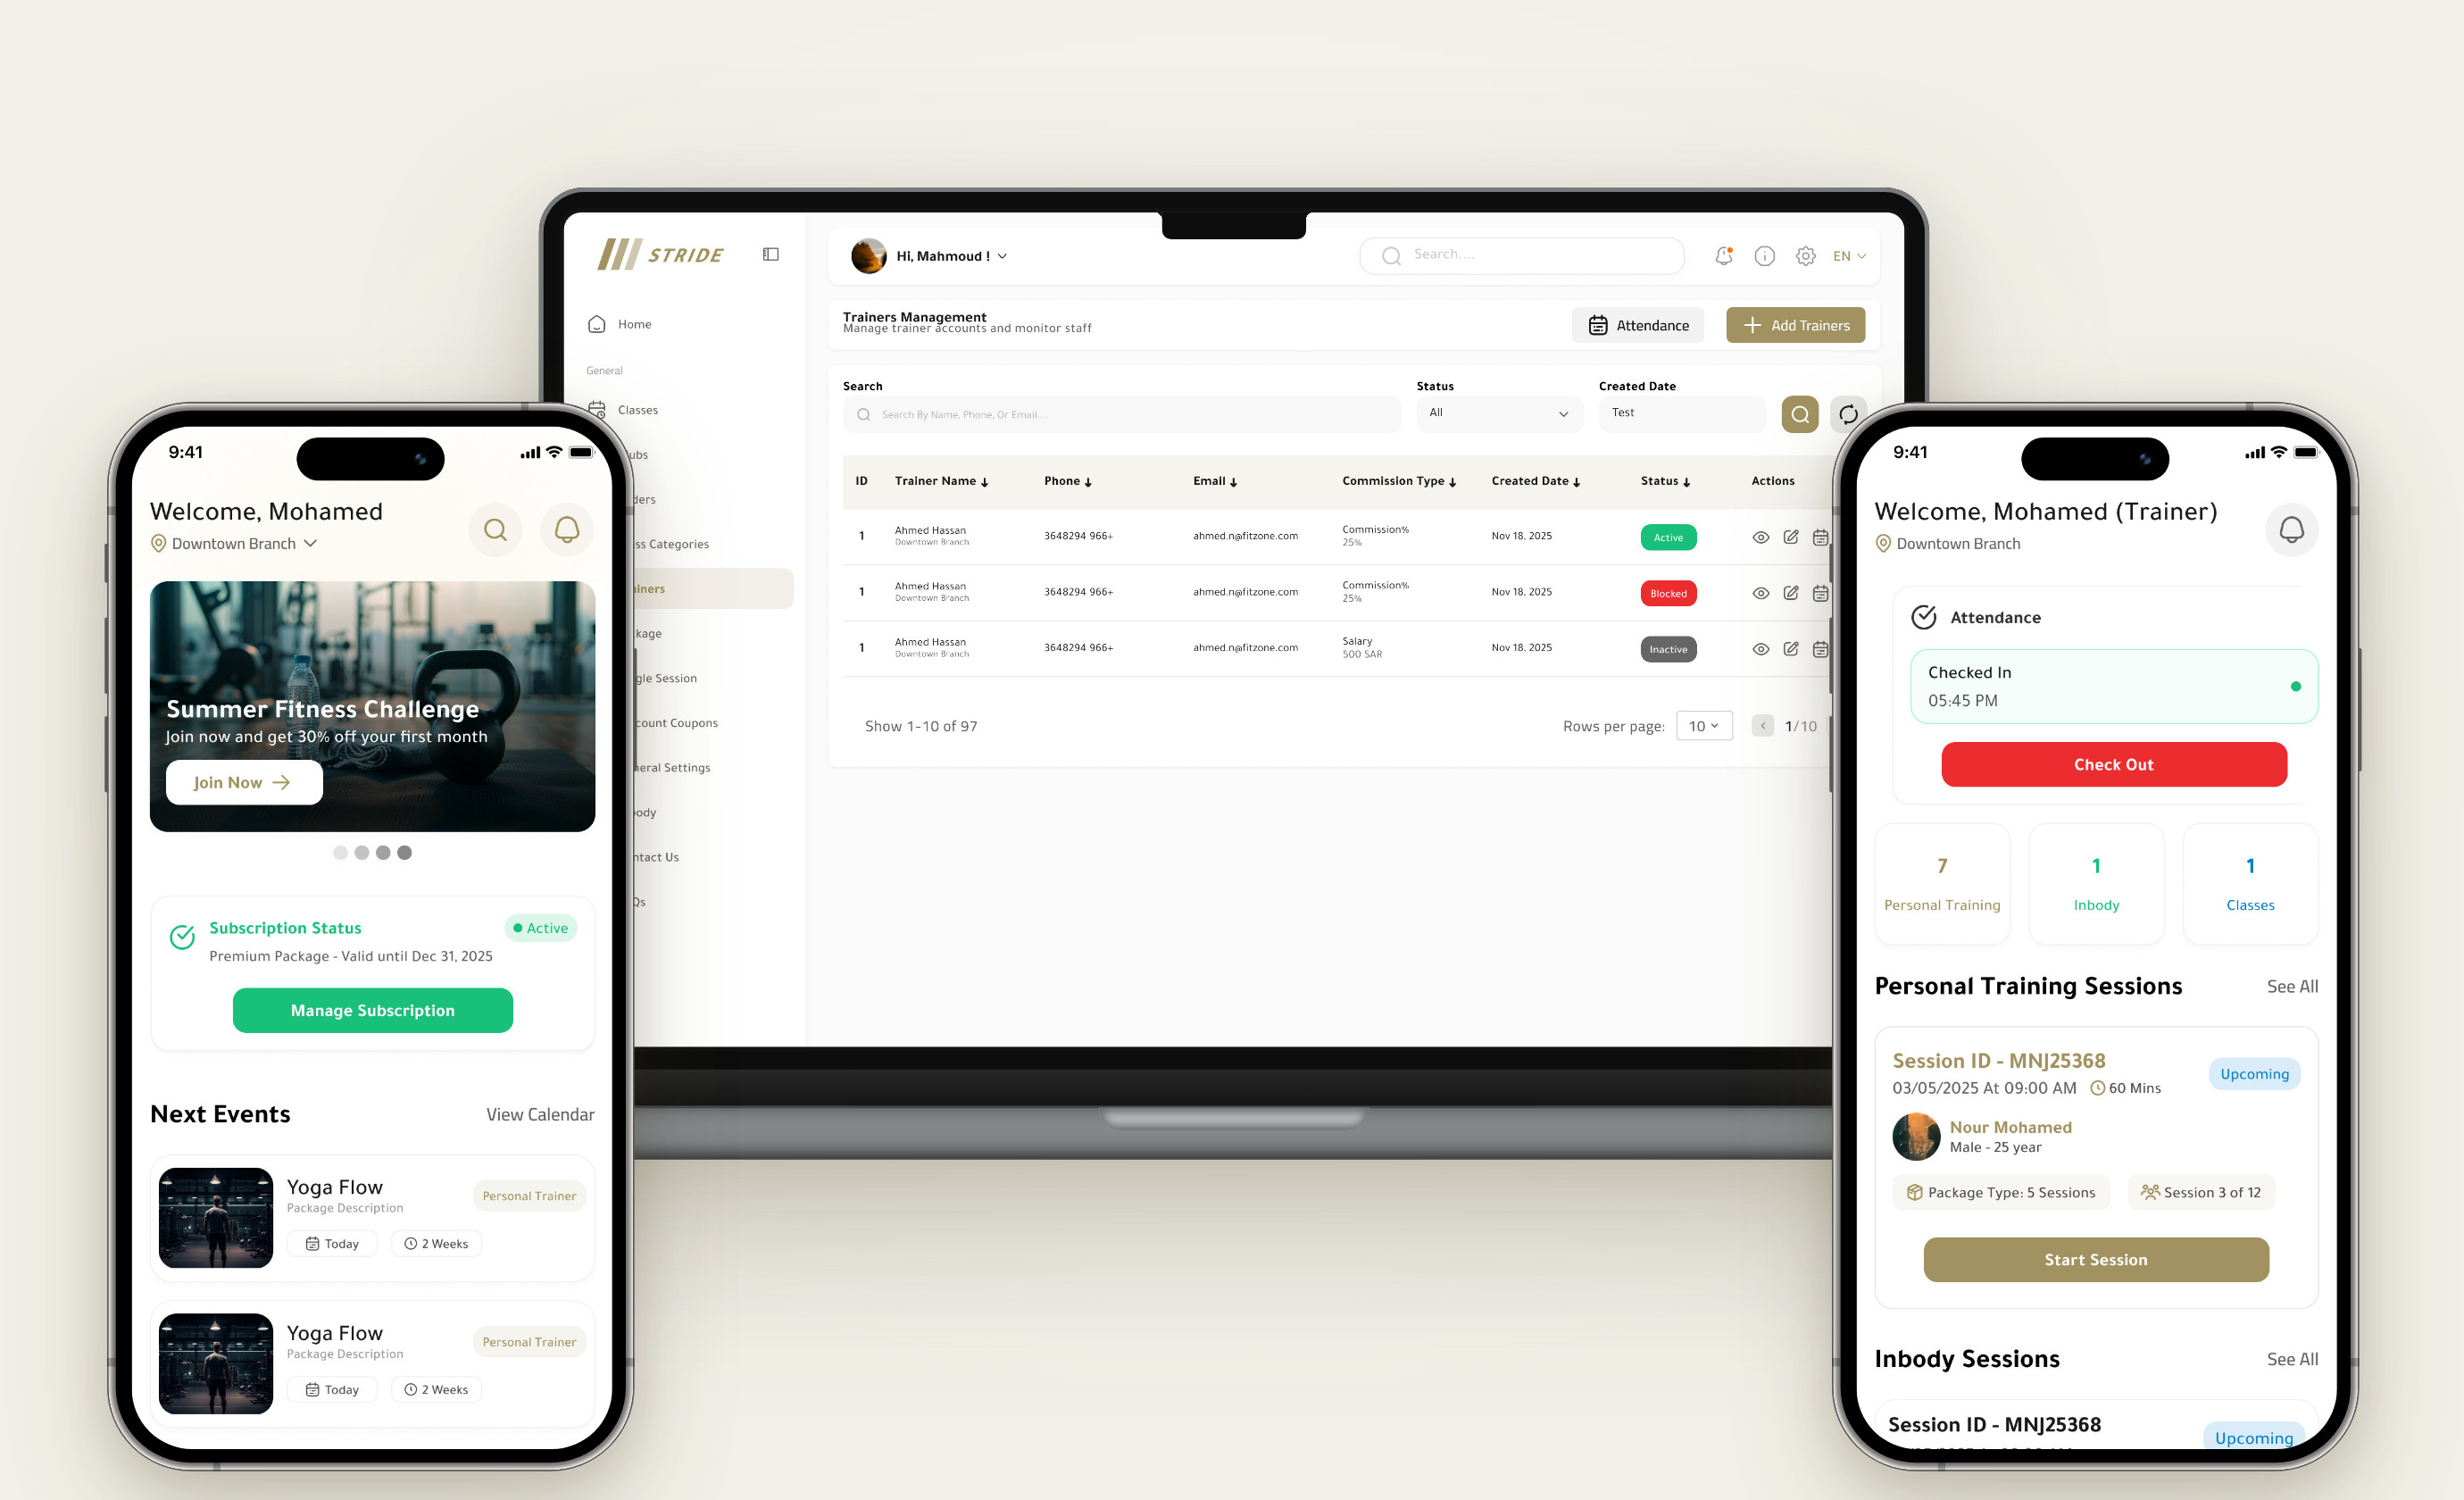 STRIDE
Home
General
Classes
Hi, Mahmoud !
Search....
EN
Trainers Management
Manage trainer accounts and monitor staff
Attendance
Add Trainers
Search
Status
Created Date
Search By Name, Phone, Or Email....
All
Test
ID Trainer Name Phone Email Commission Type Created Date Status Actions
1 Ahmed Hassan 3648294 966+ ahmed.n@fitzone.com Commission% Nov 18, 2025 Active
Downtown Branch 25%
1 Ahmed Hassan 3648294 966+ ahmed.n@fitzone.com Commission% Nov 18, 2025 Blocked
Downtown Branch 25%
1 Ahmed Hassan 3648294 966+ ahmed.n@fitzone.com Salary Nov 18, 2025 Inactive
Downtown Branch 500 SAR
Show 1-10 of 97
Rows per page: 10
1/10
Categories
Session
Coupons
Settings
Us
9:41
Welcome, Mohamed
Downtown Branch
Summer Fitness Challenge
Join now and get 30% off your first month
Join Now
Subscription Status
Active
Premium Package - Valid until Dec 31, 2025
Manage Subscription
Next Events
View Calendar
Yoga Flow
Package Description
Personal Trainer
Today
2 Weeks
Yoga Flow
Package Description
Personal Trainer
Today
2 Weeks
9:41
Welcome, Mohamed (Trainer)
Downtown Branch
Attendance
Checked In
05:45 PM
Check Out
7
Personal Training
1
Inbody
1
Classes
Personal Training Sessions
See All
Session ID - MNJ25368
03/05/2025 At 09:00 AM
60 Mins
Upcoming
Nour Mohamed
Male - 25 year
Package Type: 5 Sessions
Session 3 of 12
Start Session
Inbody Sessions
See All
Session ID - MNJ25368
Upcoming